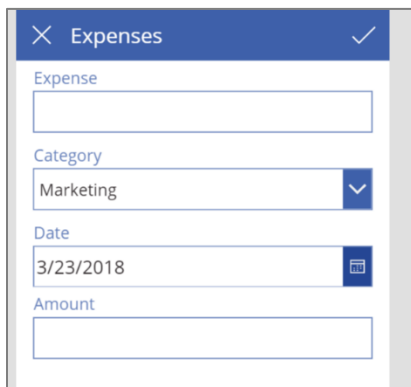 Expenses
Expense
Category
Marketing
Date
3/23/2018
Amount